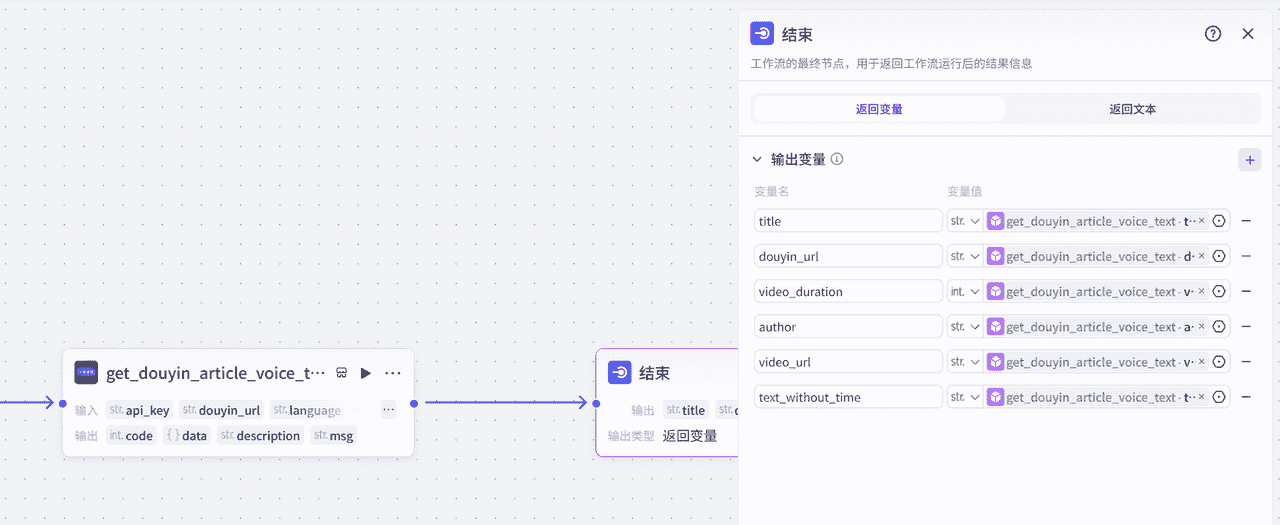 结束
工作流的最终节点，用于返回工作流运行后的结果信息
返回变量 返回文本
输出变量
变量名 变量值
title str. get_douyin_article_voice_text - t··
douyin_url str. get_douyin_article_voice_text - d·
video_duration int. get_douyin_article_voice_text - v·
author str. get_douyin_article_voice_text - a·
video_url str. get_douyin_article_voice_text - v·
text_without_time str. get_douyin_article_voice_text - t··
get_douyin_article_voice_t···
输入 str. api_key str. douyin_url str. language ···
输出 int. code { } data str. description str. msg
结束
输出 str. title str.
输出类型 返回变量